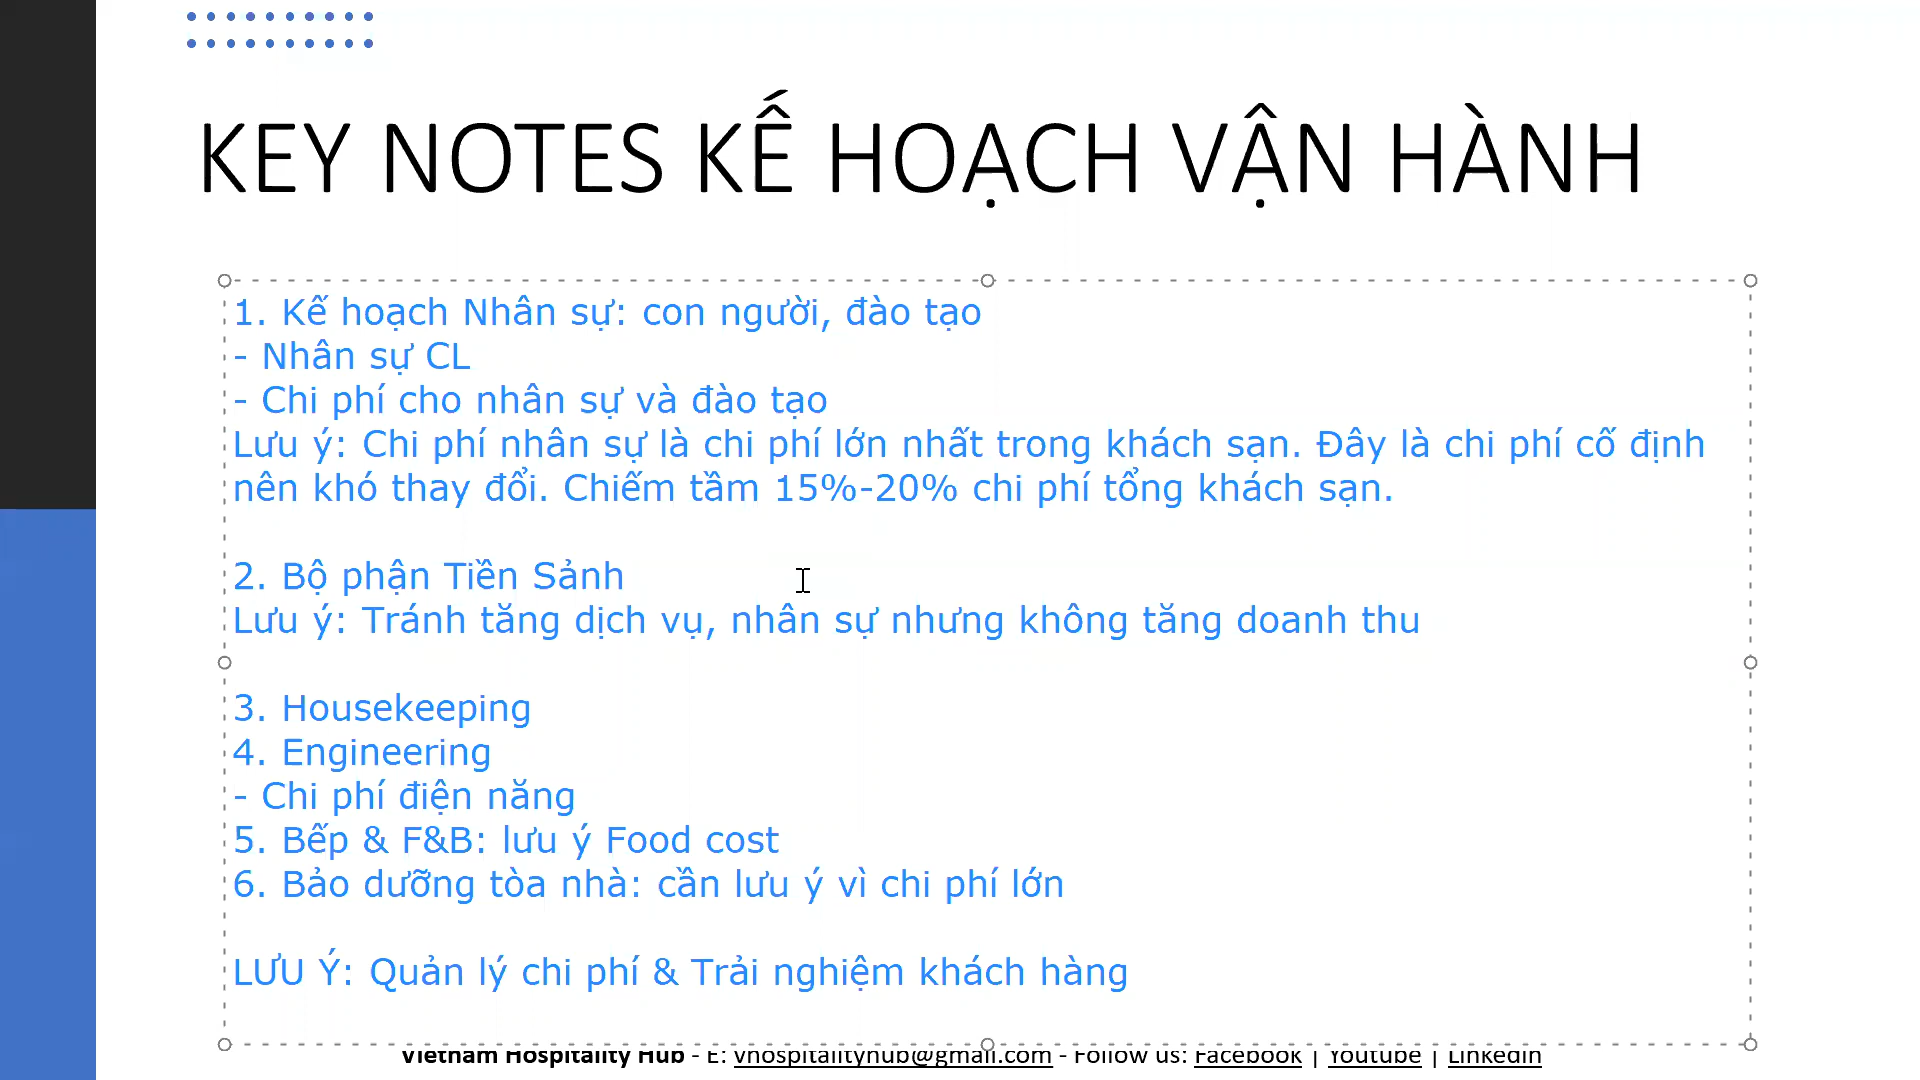 KEY NOTES KẾ HOẠCH VẬN HÀNH
1. Kế hoạch Nhân sự: con người, đào tạo
- Nhân sự CL
- Chi phí cho nhân sự và đào tạo
Lưu ý: Chi phí nhân sự là chi phí lớn nhất trong khách sạn. Đây là chi phí cố định
nên khó thay đổi. Chiếm tầm 15%-20% chi phí tổng khách sạn.
2. Bộ phận Tiền Sảnh
Lưu ý: Tránh tăng dịch vụ, nhân sự nhưng không tăng doanh thu
3. Housekeeping
4. Engineering
- Chi phí điện năng
5. Bếp & F&B: lưu ý Food cost
6. Bảo dưỡng tòa nhà: cần lưu ý vì chi phí lớn
LƯU Ý: Quản lý chi phí & Trải nghiệm khách hàng
Vietnam Hospitality Hub - E: vhospitalityhub@gmail.com - Follow us: Facebook | Youtube | Linkedin